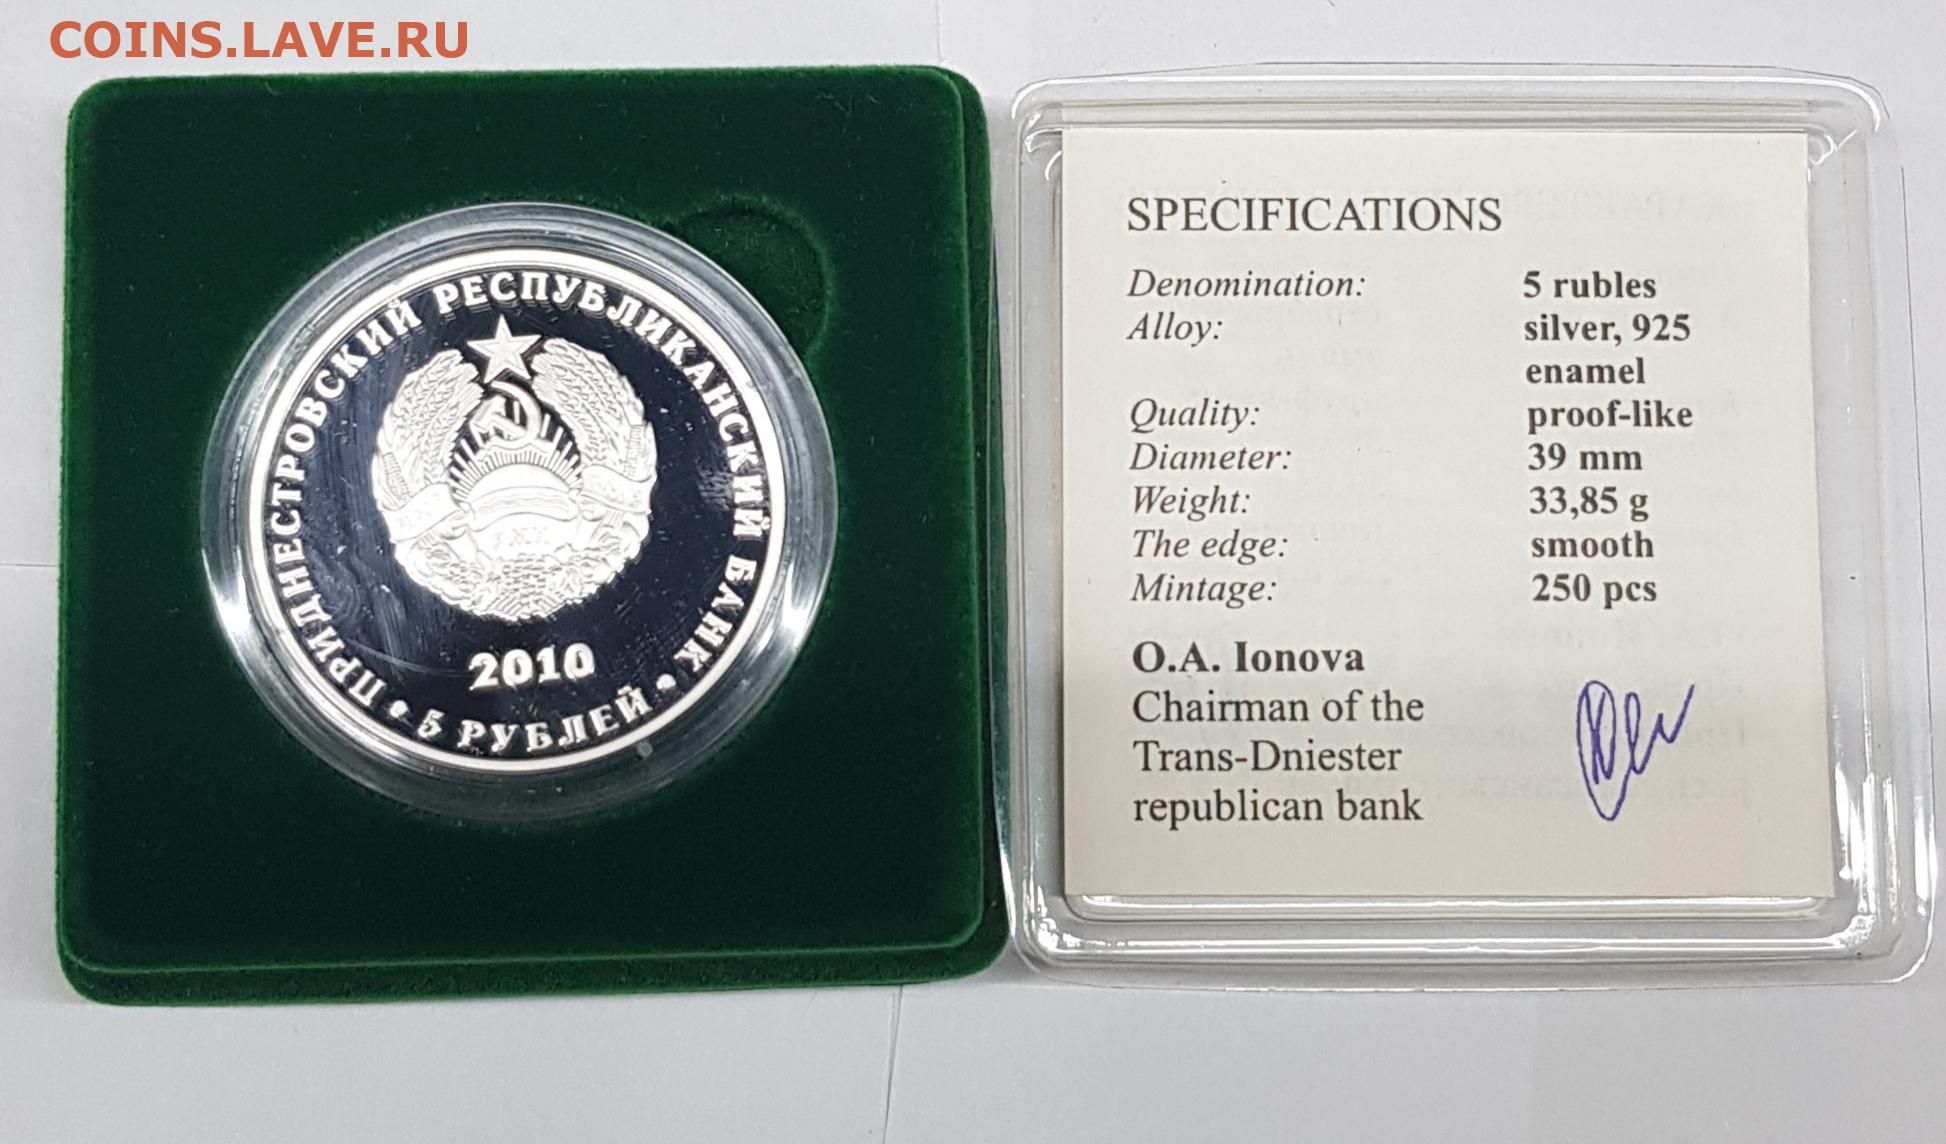 COINS.LAVE.RU
ПРИДНЕСТРОВСКИЙ РЕСПУБЛИКАНСКИЙ БАНК
2010
• 5 РУБЛЕЙ •
SPECIFICATIONS
Denomination: 5 rubles
Alloy: silver, 925
enamel
Quality: proof-like
Diameter: 39 mm
Weight: 33,85 g
The edge: smooth
Mintage: 250 pcs
O.A. Ionova
Chairman of the
Trans-Dniester
republican bank